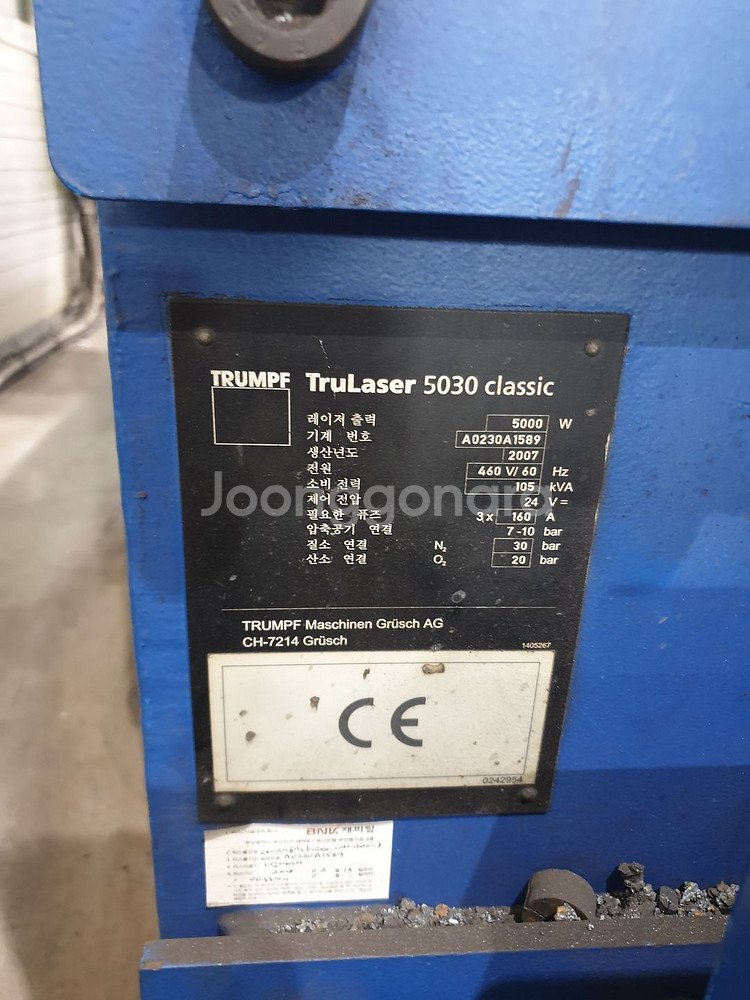 TRUMPF TruLaser 5030 classic
레이저 출력 5000 W
기계 번호 A0230A1589
생산년도 2007
전원 460 V/ 60 Hz
소비 전력 105 kVA
제어 전압 24 V =
필요한 퓨즈 3x 160 A
압축공기 연결 7-10 bar
질소 연결 N₂ 30 bar
산소 연결 O₂ 20 bar
Joonggonara
TRUMPF Maschinen Grüsch AG
CH-7214 Grüsch
1405267
CE
0242954